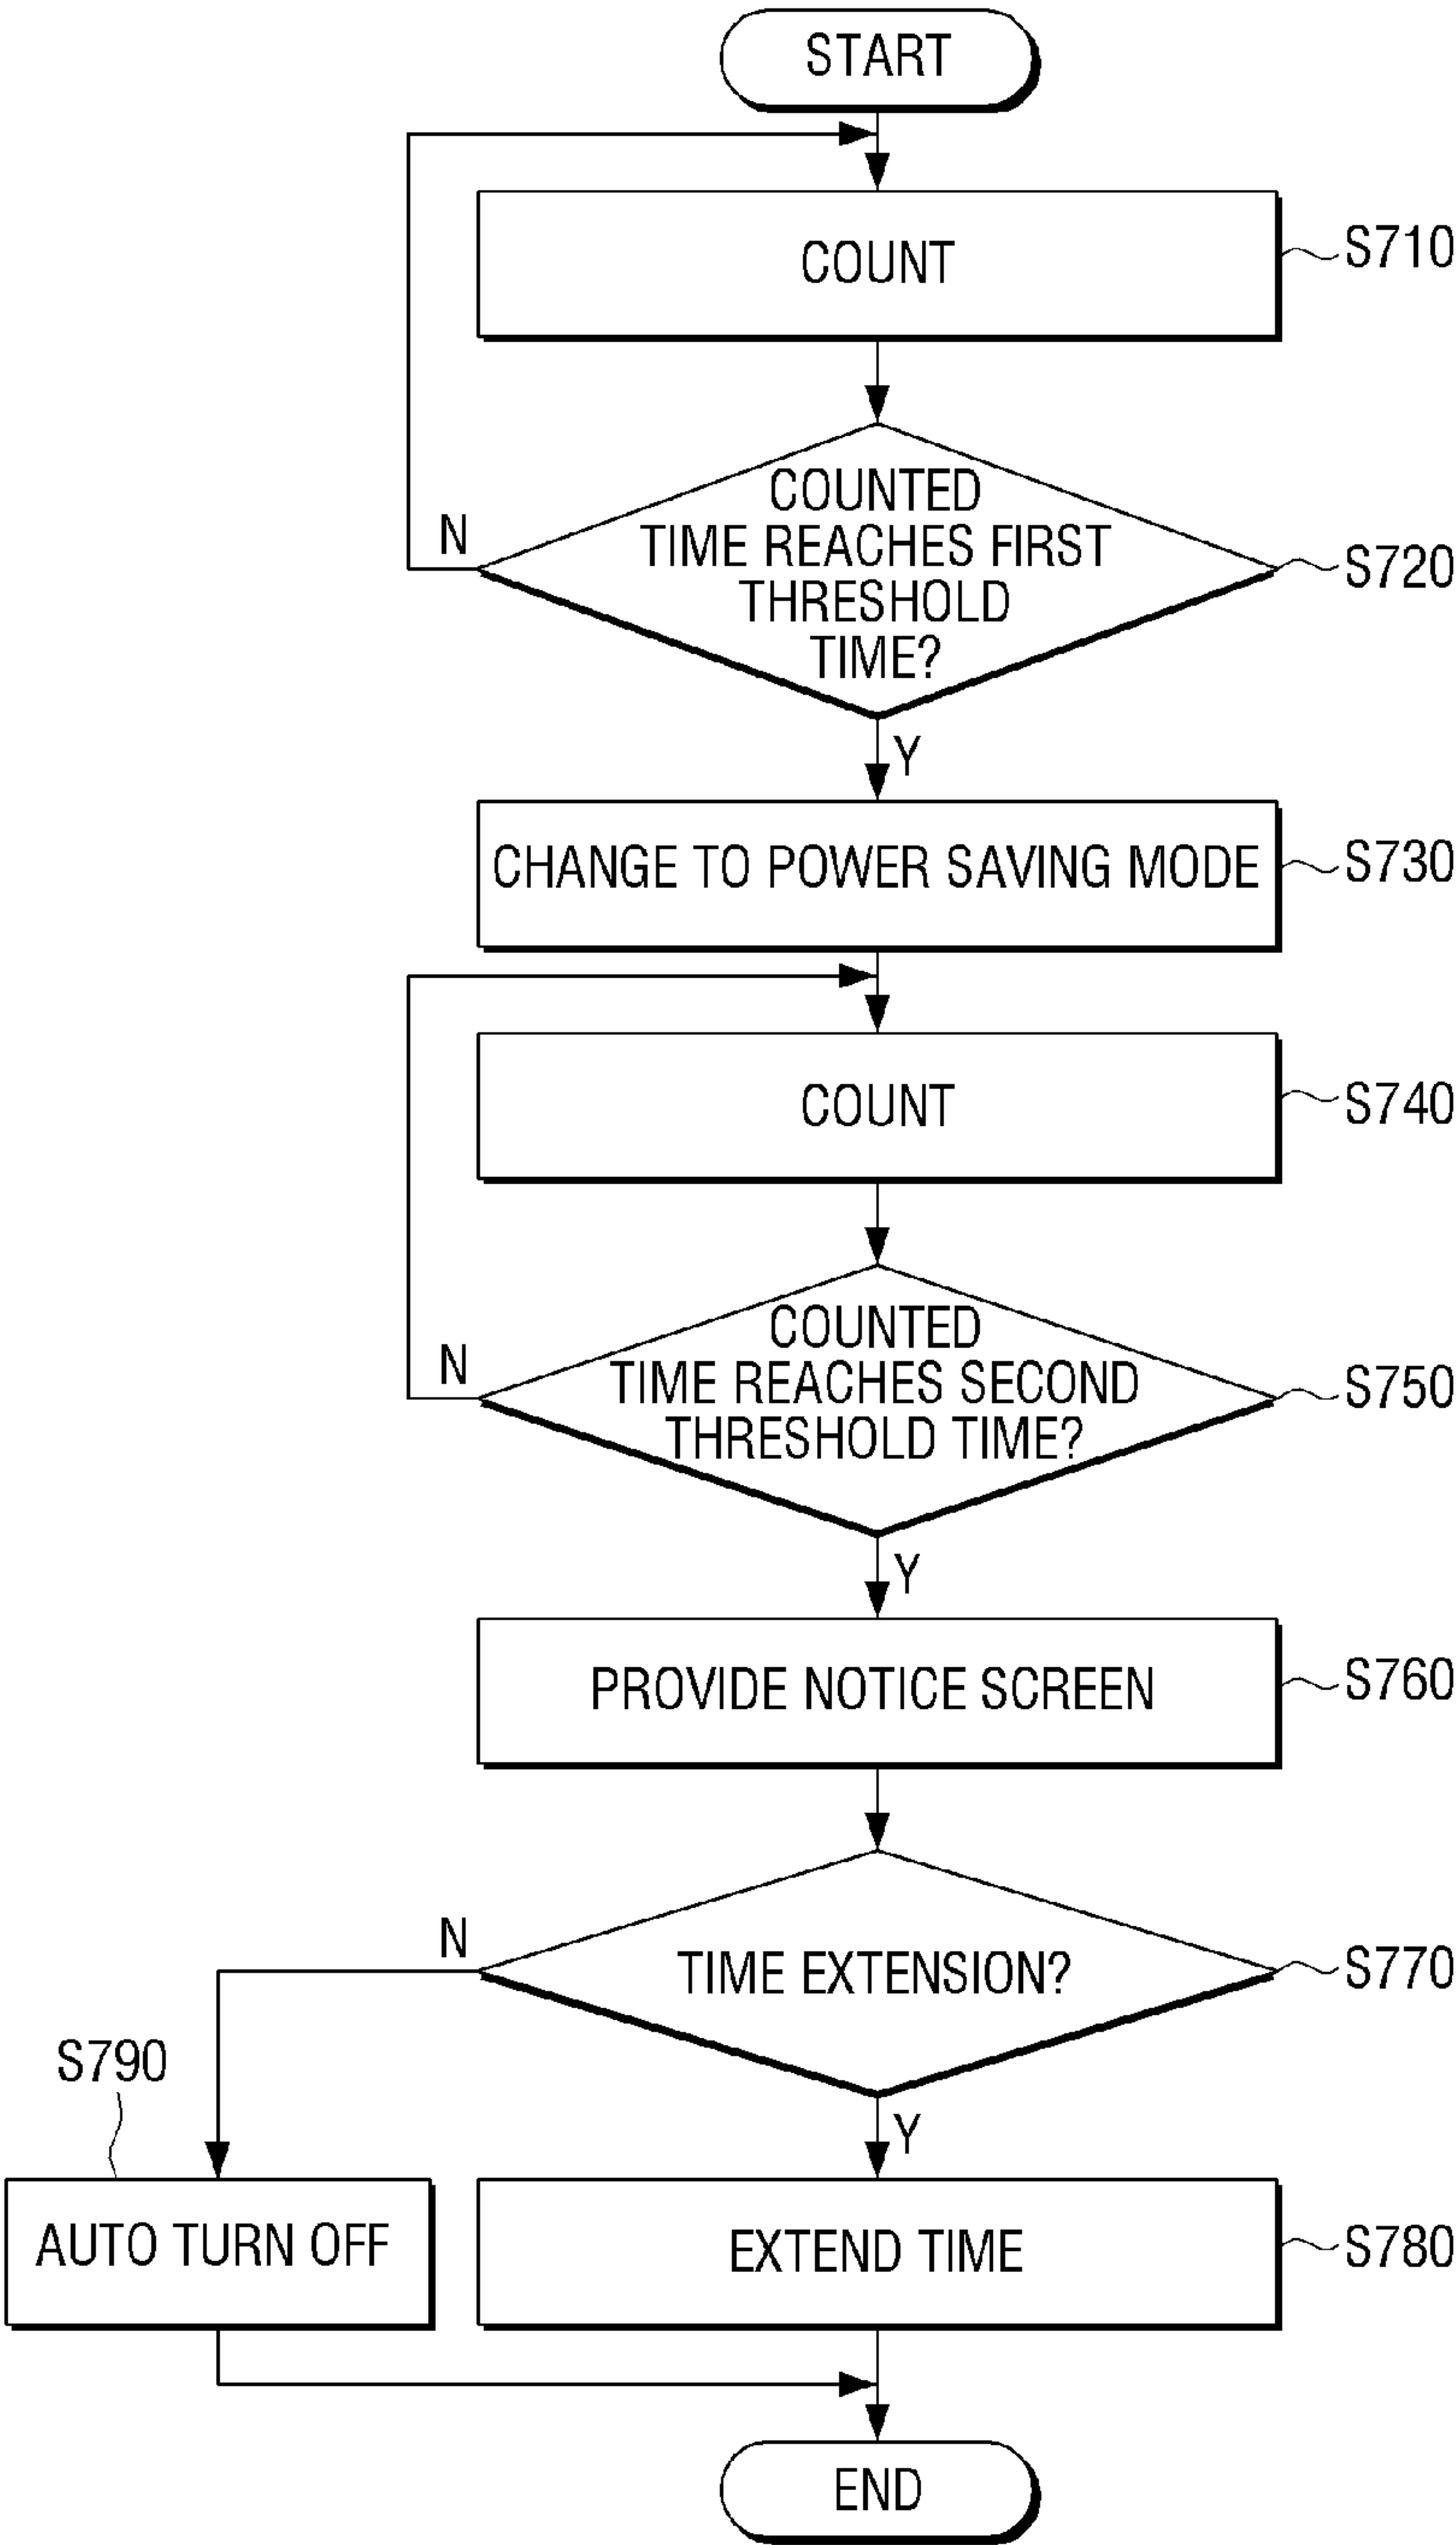 START
COUNT
S710
COUNTED
TIME REACHES FIRST
THRESHOLD
TIME?
S720
N
Y
CHANGE TO POWER SAVING MODE
S730
COUNT
S740
COUNTED
TIME REACHES SECOND
THRESHOLD TIME?
S750
N
Y
PROVIDE NOTICE SCREEN
S760
TIME EXTENSION?
S770
N
Y
S790
AUTO TURN OFF
EXTEND TIME
S780
END